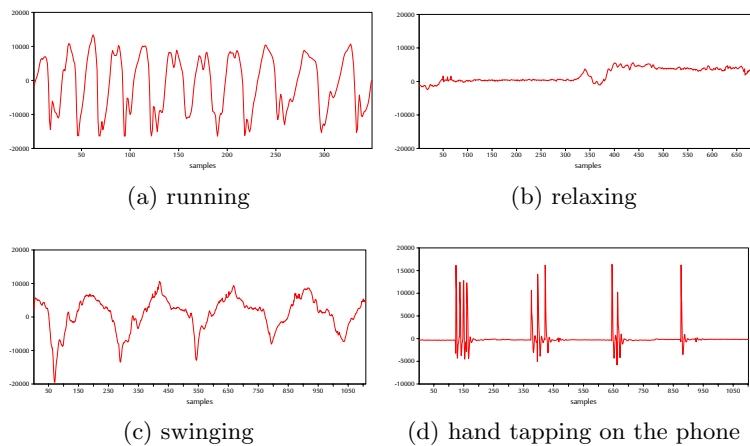 20000
10000
0
-10000
-20000
50
100
150
200
250
300
samples
(a) running
20000
10000
0
-10000
-20000
50 100 150 200 250 300 350 400 450 500 550 600 650
samples
(b) relaxing
20000
10000
0
-10000
20000
50 150 250 350 450 550 650 750 850 950 1050
samples
(c) swinging
20000
15000
10000
5000
0
-5000
-10000
50 150 250 350 450 550 650 750 850 950 1050
samples
(d) hand tapping on the phone